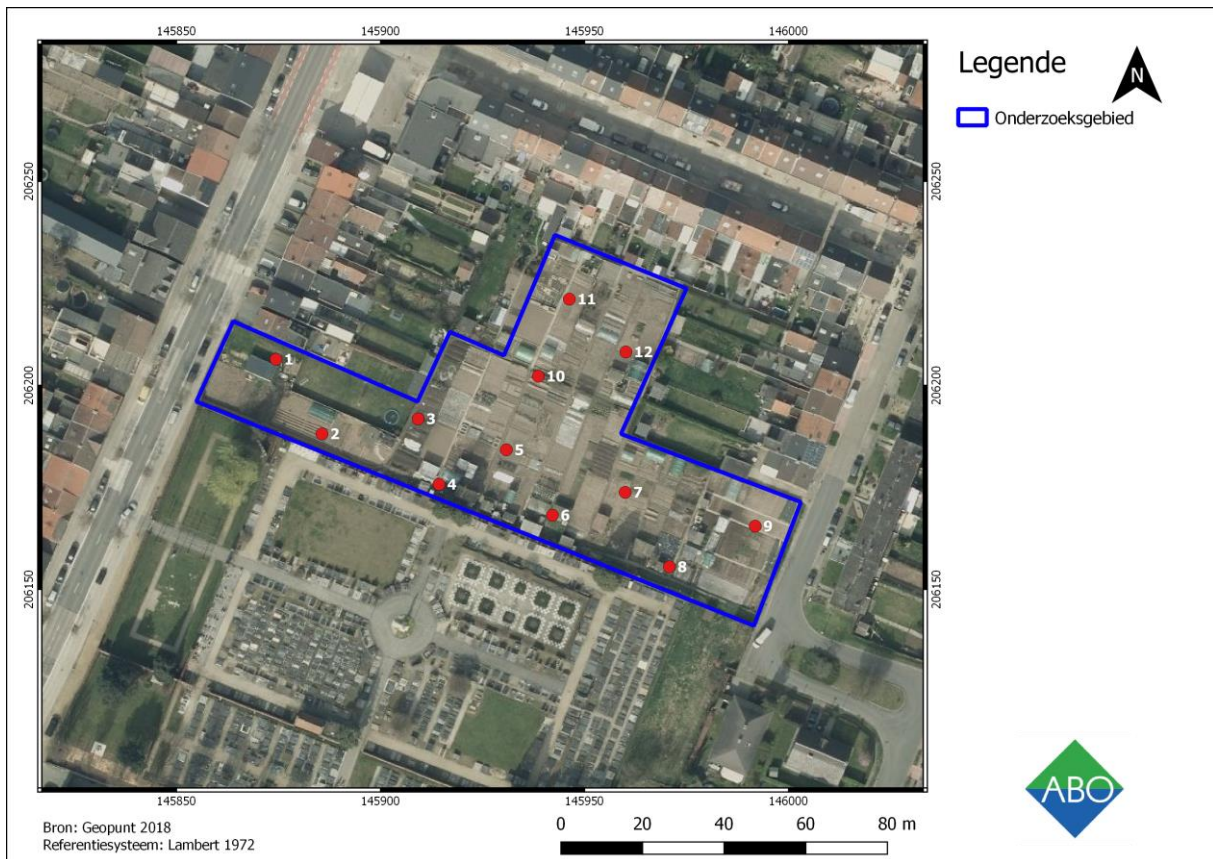 145850 145900 145950 146000
206250
206200
206150
206250
206200
206150
11
12
1
10
3
2
5
4
6
7
9
8
145850 145900 145950 146000
Legende
N
Onderzoeksgebied
ABO
Bron: Geopunt 2018
Referentiesysteem: Lambert 1972
0 20 40 60 80 m